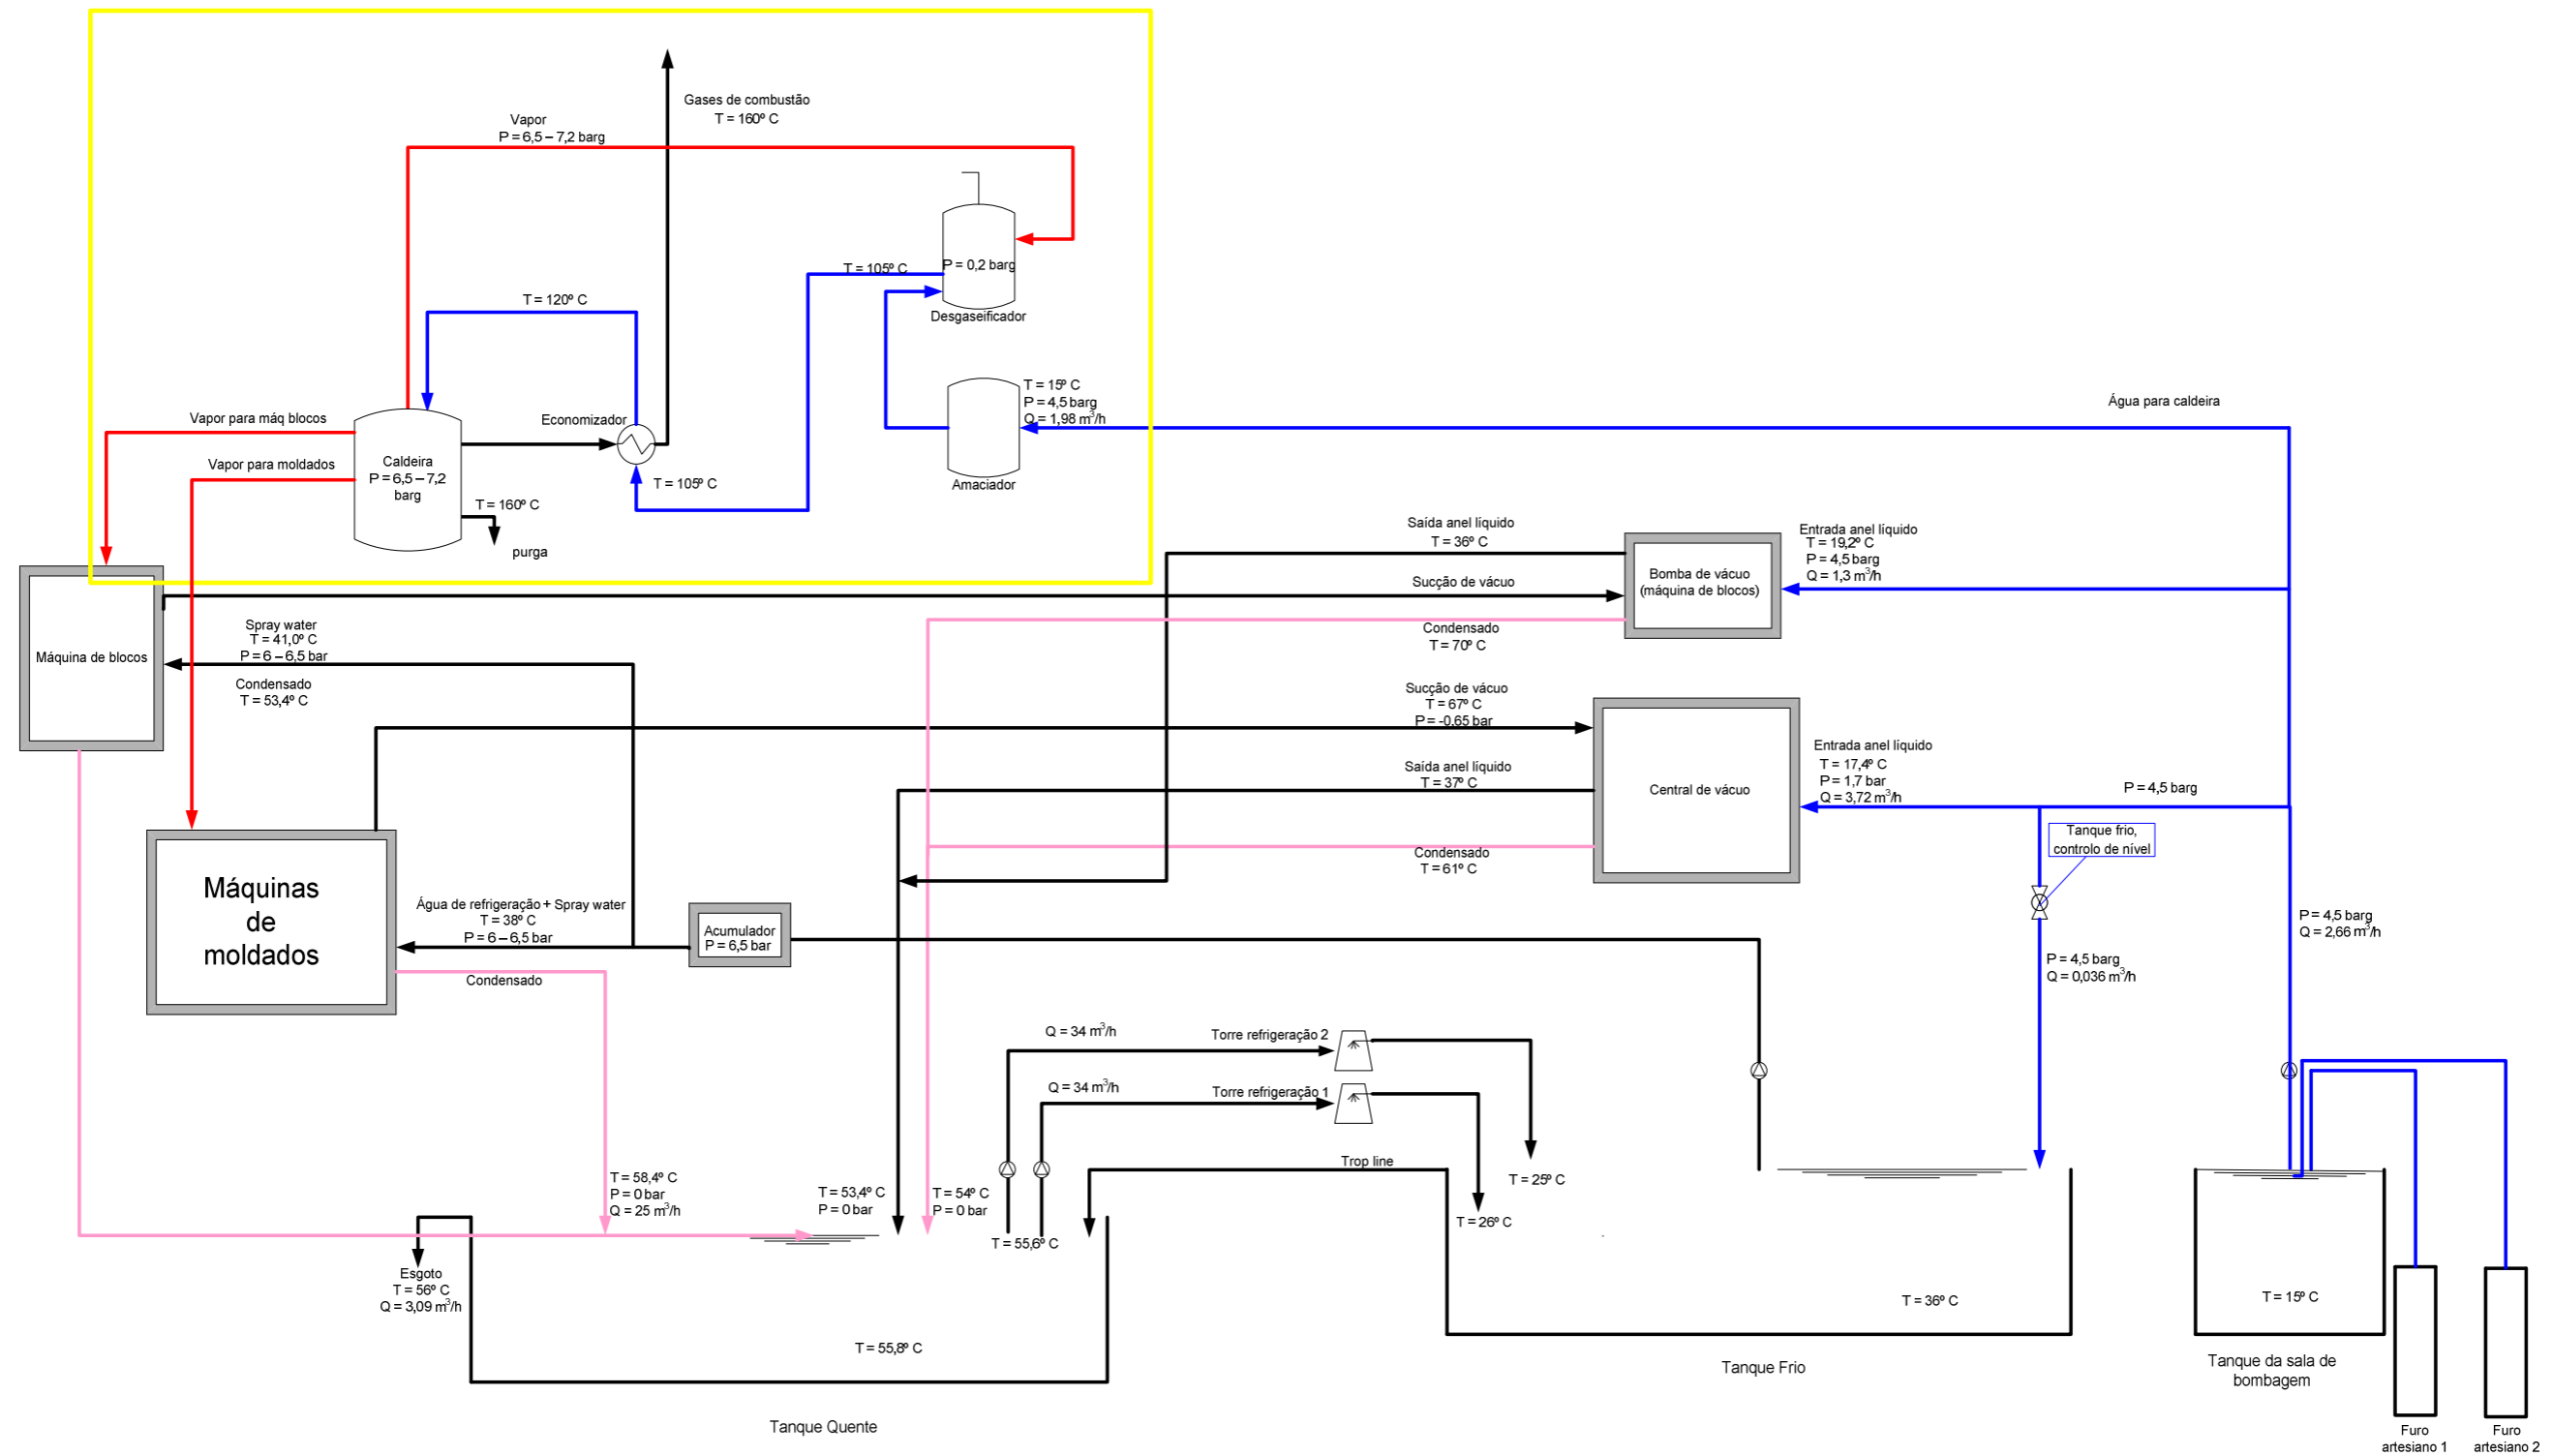 Gases de combustão
T = 160º C
Vapor
P = 6,5 – 7,2 barg
T = 105º C
P = 0,2 barg
Desgaseificador
T = 120º C
T = 15º C
P = 4,5 barg
Q = 1,98 m³/h
Amaciador
Água para caldeira
Vapor para máq blocos
Economizador
Vapor para moldados
Caldeira
P = 6,5 – 7,2
barg
T = 105º C
T = 160º C
purga
Saída anel líquido
T = 36º C
Sucção de vácuo
Bomba de vácuo
(máquina de blocos)
Entrada anel líquido
T = 19,2º C
P = 4,5 barg
Q = 1,3 m³/h
Condensado
T = 70º C
Máquina de blocos
Spray water
T = 41,0º C
P = 6 – 6,5 bar
Condensado
T = 53,4º C
Sucção de vácuo
T = 67º C
P = -0,65 bar
Saída anel líquido
T = 37º C
Central de vácuo
Entrada anel líquido
T = 17,4º C
P = 1,7 bar
Q = 3,72 m³/h
P = 4,5 barg
Condensado
T = 61º C
Tanque frio,
controlo de nível
Máquinas
de
moldados
Água de refrigeração + Spray water
T = 38º C
P = 6 – 6,5 bar
Condensado
Acumulador
P = 6,5 bar
P = 4,5 barg
Q = 2,66 m³/h
P = 4,5 barg
Q = 0,036 m³/h
Q = 34 m³/h
Torre refrigeração 2
Q = 34 m³/h
Torre refrigeração 1
Trop line
T = 25º C
T = 26º C
T = 58,4º C
P = 0 bar
Q = 25 m³/h
T = 53,4º C
P = 0 bar
T = 54º C
P = 0 bar
T = 55,6º C
Esgoto
T = 56º C
Q = 3,09 m³/h
T = 55,8º C
T = 36º C
T = 15º C
Tanque Quente
Tanque Frio
Tanque da sala de
bombagem
Furo
artesiano 1
Furo
artesiano 2